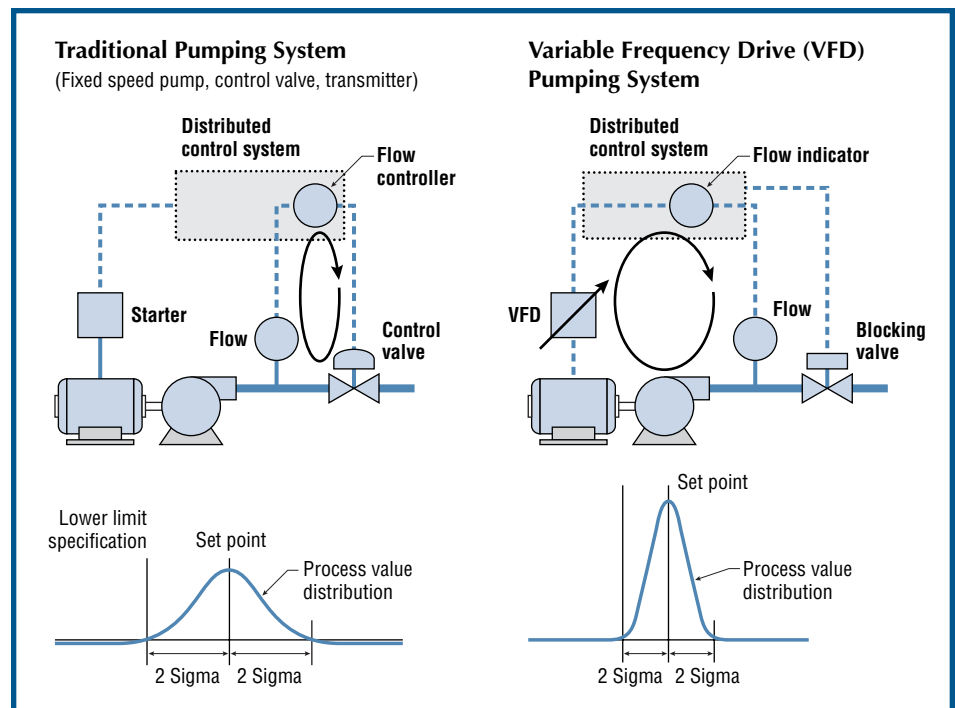 Traditional Pumping System
(Fixed speed pump, control valve, transmitter)
Distributed
control system
Flow
controller
Starter
Flow
Control
valve
Lower limit
specification
Set point
Process value
distribution
2 Sigma
2 Sigma
Variable Frequency Drive (VFD)
Pumping System
Distributed
control system
Flow indicator
VFD
Flow
Blocking
valve
Set point
Process value
distribution
2 Sigma
2 Sigma